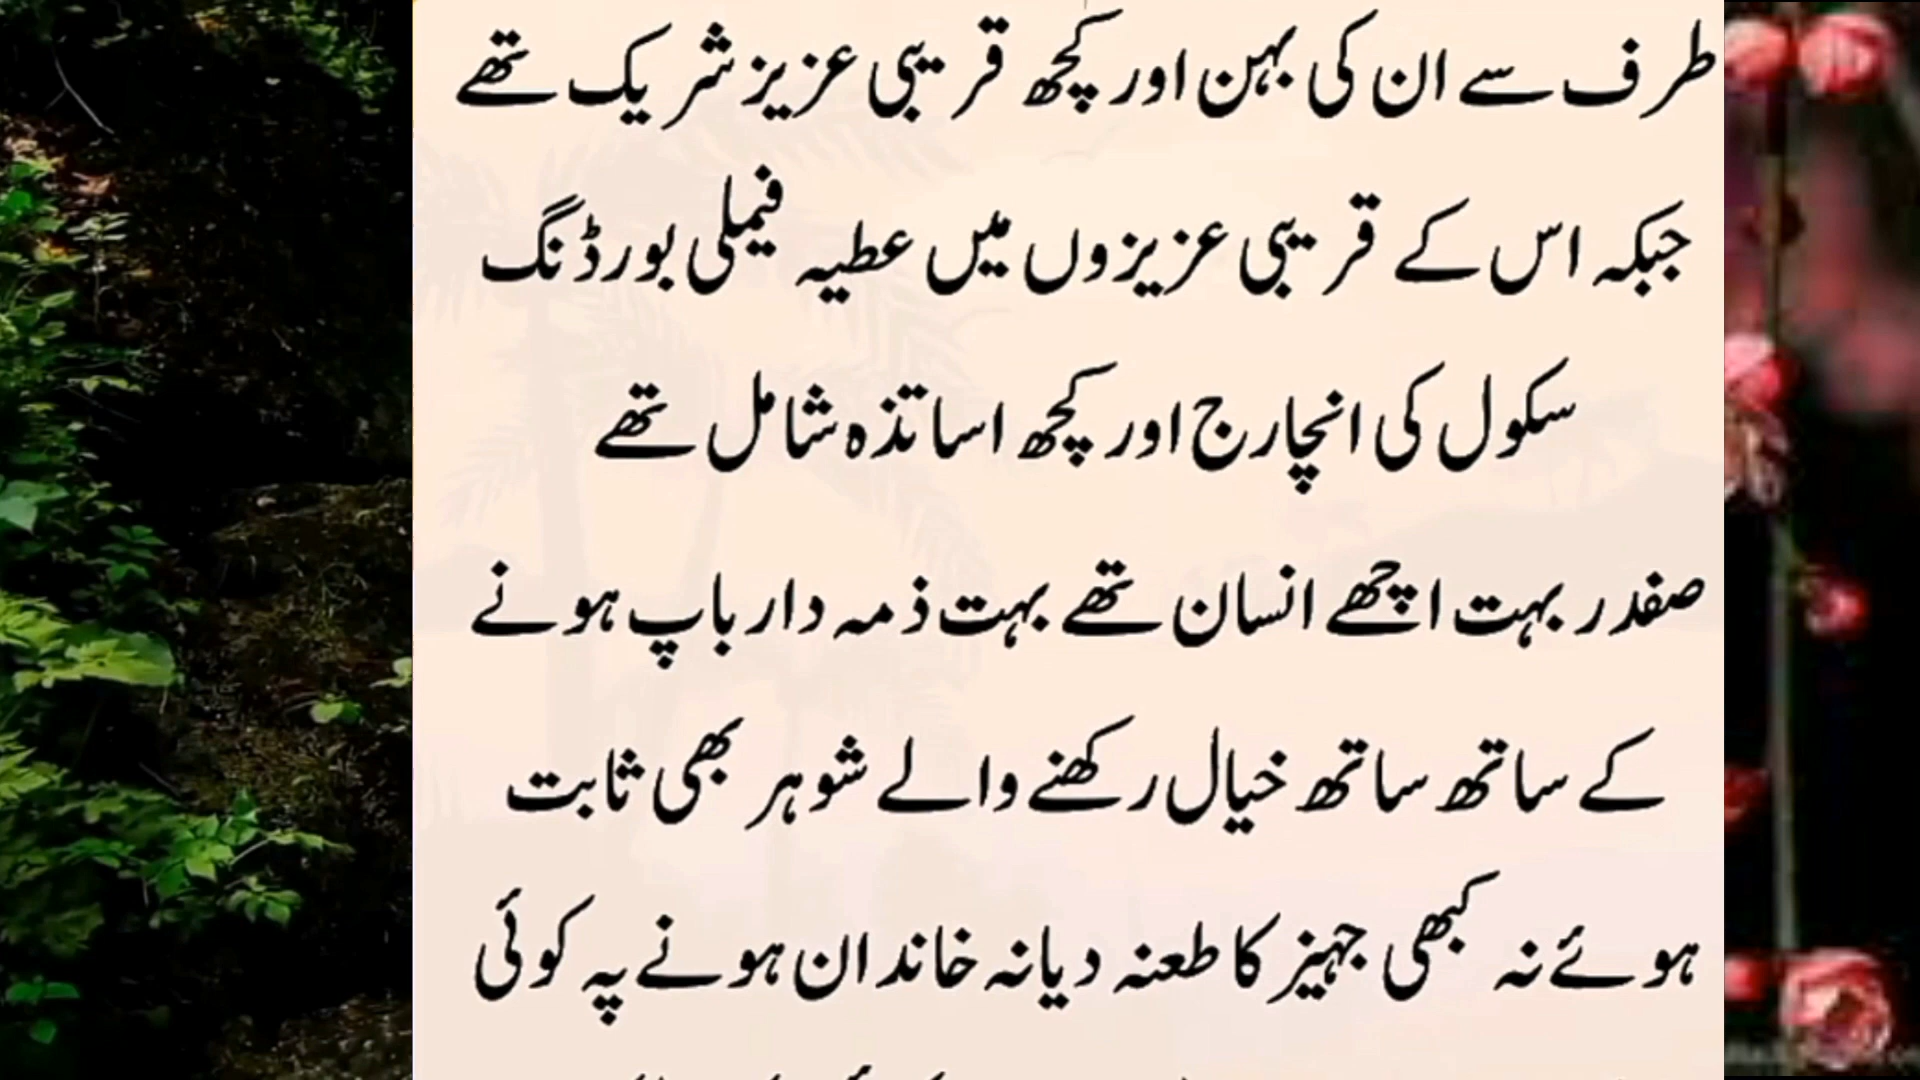 طرف سے ان کی بہن اور کچھ قریبی عزیز شریک تھے
جبکہ اس کے قریبی عزیزوں میں عطیہ فیملی بورڈنگ
سکول کی انچارج اور کچھ اساتذہ شامل تھے
صفدر بہت اچھے انسان تھے بہت ذمہ دار باپ ہونے
کے ساتھ ساتھ خیال رکھنے والے شوہر بھی ثابت
ہوئے نہ کبھی جہیز کا طعنہ دیا نہ خاندان ہونے پہ کوئی